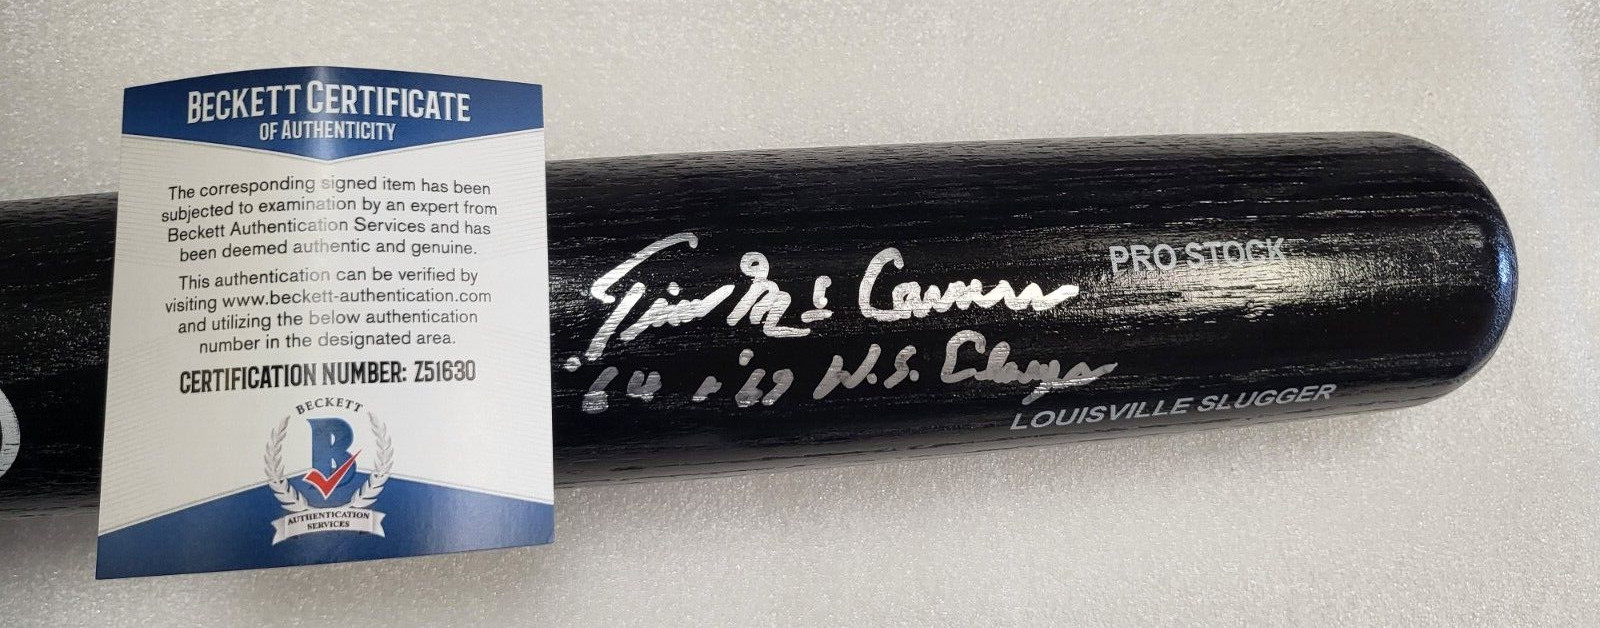 BECKETT CERTIFICATE
OF AUTHENTICITY
The corresponding signed item has been
subjected to examination by an expert from
Beckett Authentication Services and has
been deemed authentic and genuine.
This authentication can be verified by
visiting www.beckett-authentication.com
and utilizing the below authentication
number in the designated area.
CERTIFICATION NUMBER: Z51630
BECKETT
B
AUTHENTICATION
SERVICES
Tim Mc Carver
'64 + '67 W.S. Champs
PRO STOCK
LOUISVILLE SLUGGER